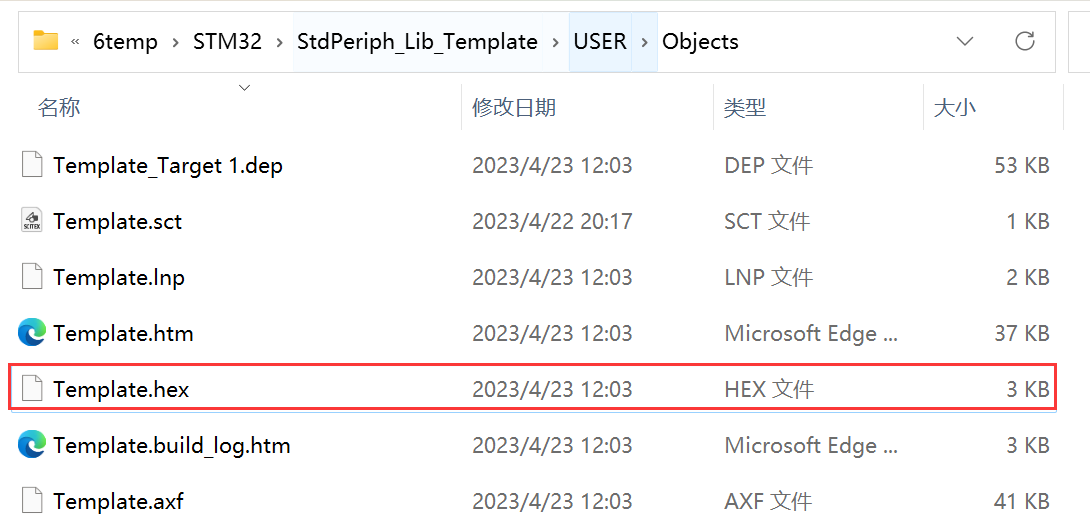 « 6temp › STM32 › StdPeriph_Lib_Template › USER › Objects
名称 修改日期 类型 大小
Template_Target 1.dep 2023/4/23 12:03 DEP 文件 53 KB
SCITEX Template.sct 2023/4/22 20:17 SCT 文件 1 KB
Template.lnp 2023/4/23 12:03 LNP 文件 2 KB
Template.htm 2023/4/23 12:03 Microsoft Edge ... 37 KB
Template.hex 2023/4/23 12:03 HEX 文件 3 KB
Template.build_log.htm 2023/4/23 12:03 Microsoft Edge ... 3 KB
Template.axf 2023/4/23 12:03 AXF 文件 41 KB